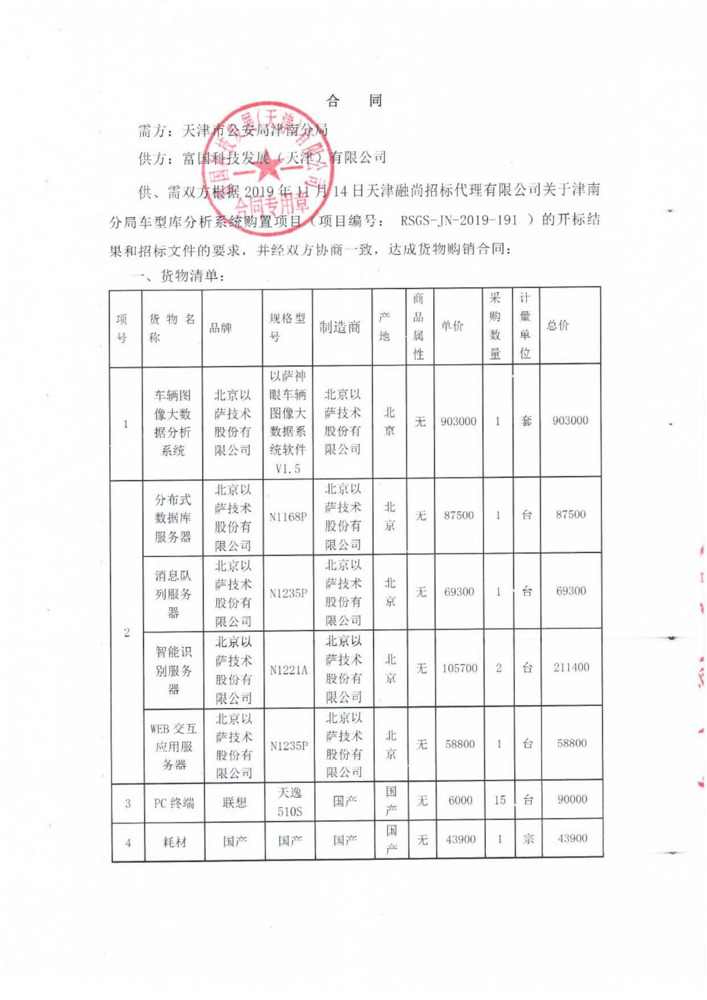 合 同
需方：天津市公安局津南分局
供方：富国科技发展（天津）有限公司
供、需双方根据 2019 年 11 月 14 日天津融尚招标代理有限公司关于津南
分局车型库分析系统购置项目（项目编号： RSGS-JN-2019-191 ）的开标结
果和招标文件的要求，并经双方协商一致，达成货物购销合同：
一、货物清单：
项号 货物名称 品牌 规格型号 制造商 产地 商品属性 单价 采购数量 计量单位 总价
1 车辆图像大数据分析系统 北京以萨技术股份有限公司 以萨神眼车辆图像大数据系统软件 V1.5 北京以萨技术股份有限公司 北京 无 903000 1 套 903000
2 分布式数据库服务器 北京以萨技术股份有限公司 N1168P 北京以萨技术股份有限公司 北京 无 87500 1 台 87500
消息队列服务器 北京以萨技术股份有限公司 N1235P 北京以萨技术股份有限公司 北京 无 69300 1 台 69300
智能识别服务器 北京以萨技术股份有限公司 N1221A 北京以萨技术股份有限公司 北京 无 105700 2 台 211400
WEB 交互应用服务器 北京以萨技术股份有限公司 N1235P 北京以萨技术股份有限公司 北京 无 58800 1 台 58800
3 PC 终端 联想 天逸 510S 国产 国产 无 6000 15 台 90000
4 耗材 国产 国产 国产 国产 无 43900 1 宗 43900
富国科技发展(天津)有限公司
合同专用章